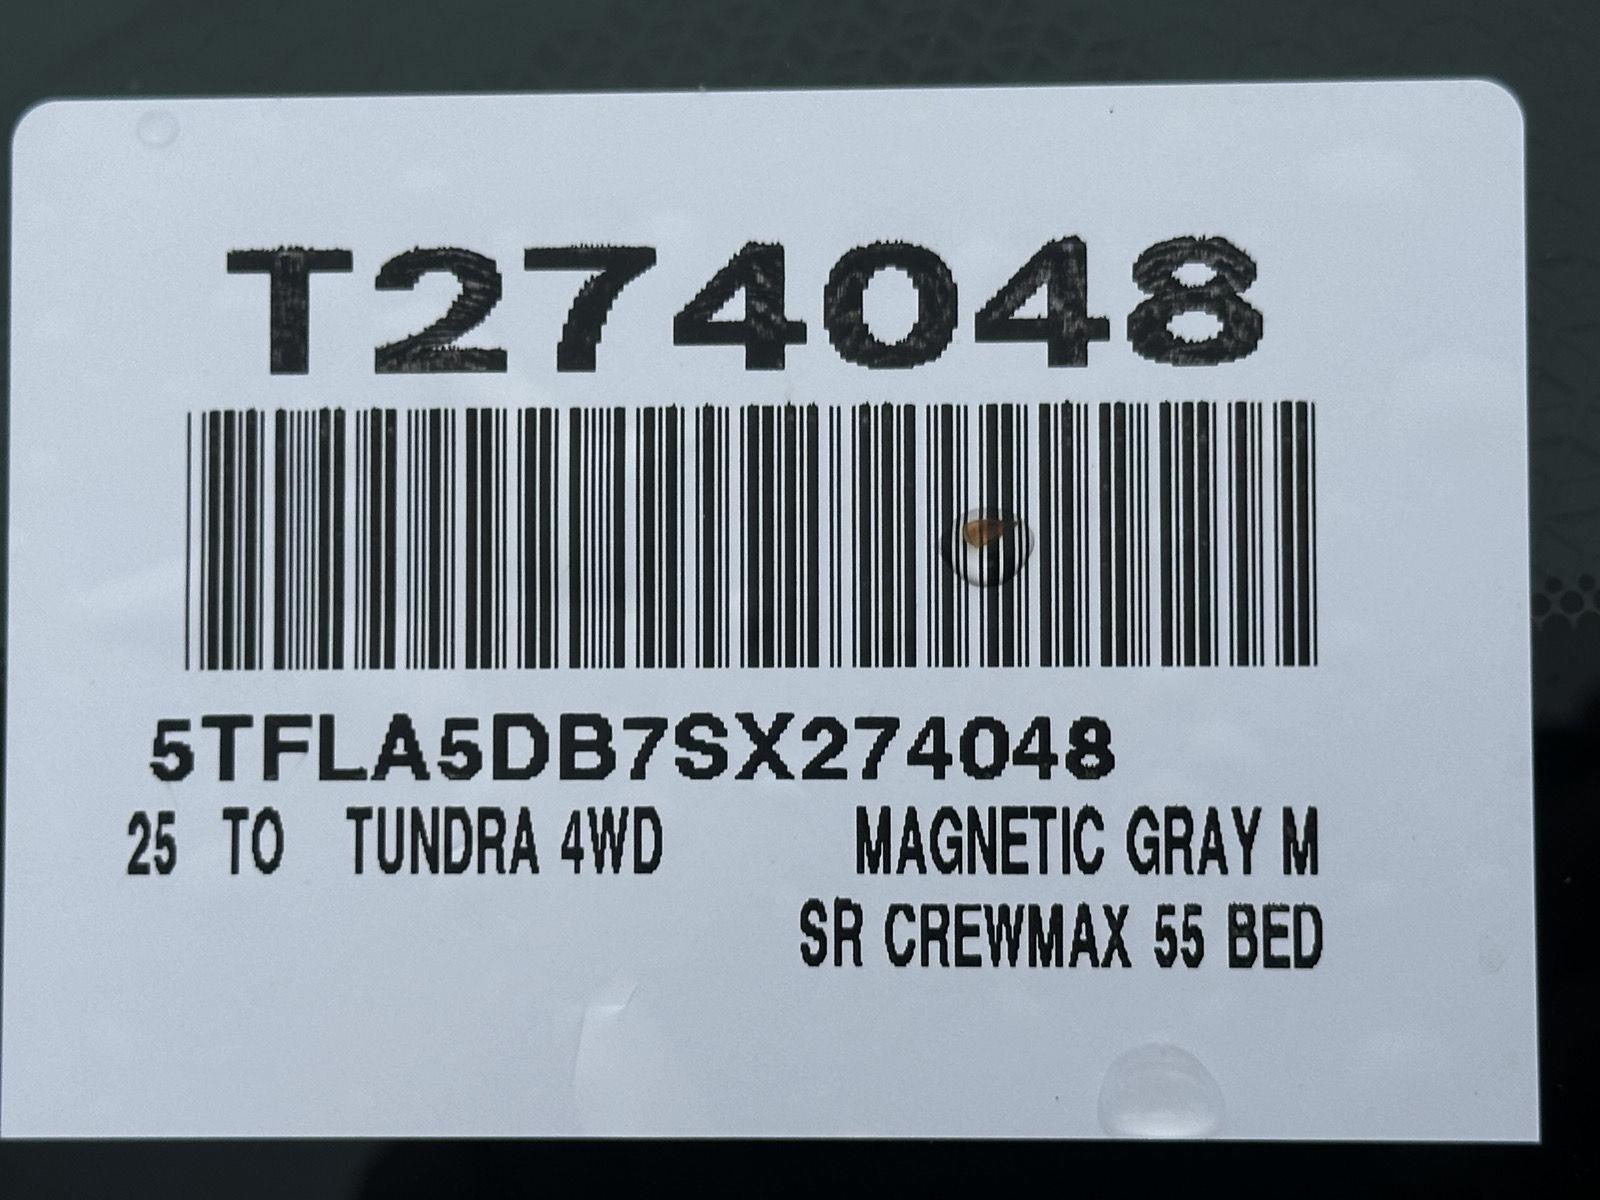 T274048
5TFLA5DB7SX274048
25 TO TUNDRA 4WD MAGNETIC GRAY M
SR CREWMAX 55 BED